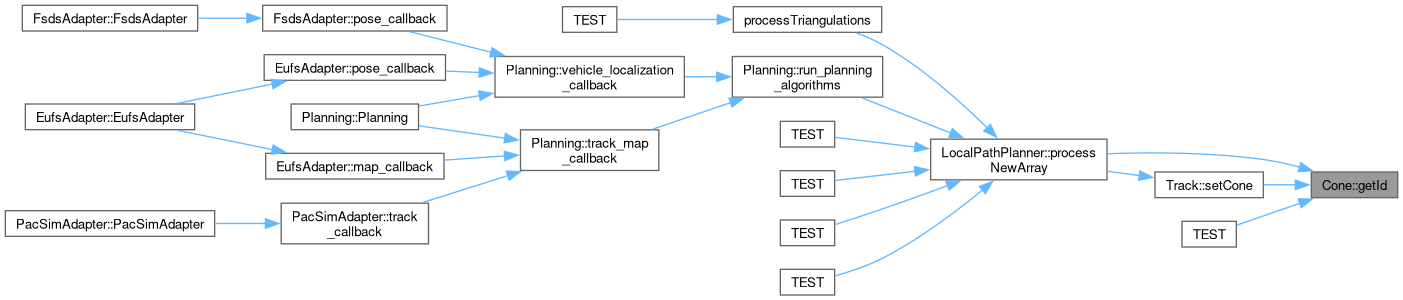 FsdsAdapter::FsdsAdapter
FsdsAdapter::pose_callback
TEST
processTriangulations
EufsAdapter::pose_callback
Planning::vehicle_localization
_callback
Planning::run_planning
_algorithms
EufsAdapter::EufsAdapter
Planning::Planning
TEST
Planning::track_map
_callback
LocalPathPlanner::process
NewArray
EufsAdapter::map_callback
TEST
Track::setCone
Cone::getId
PacSimAdapter::PacSimAdapter
PacSimAdapter::track
_callback
TEST
TEST
TEST